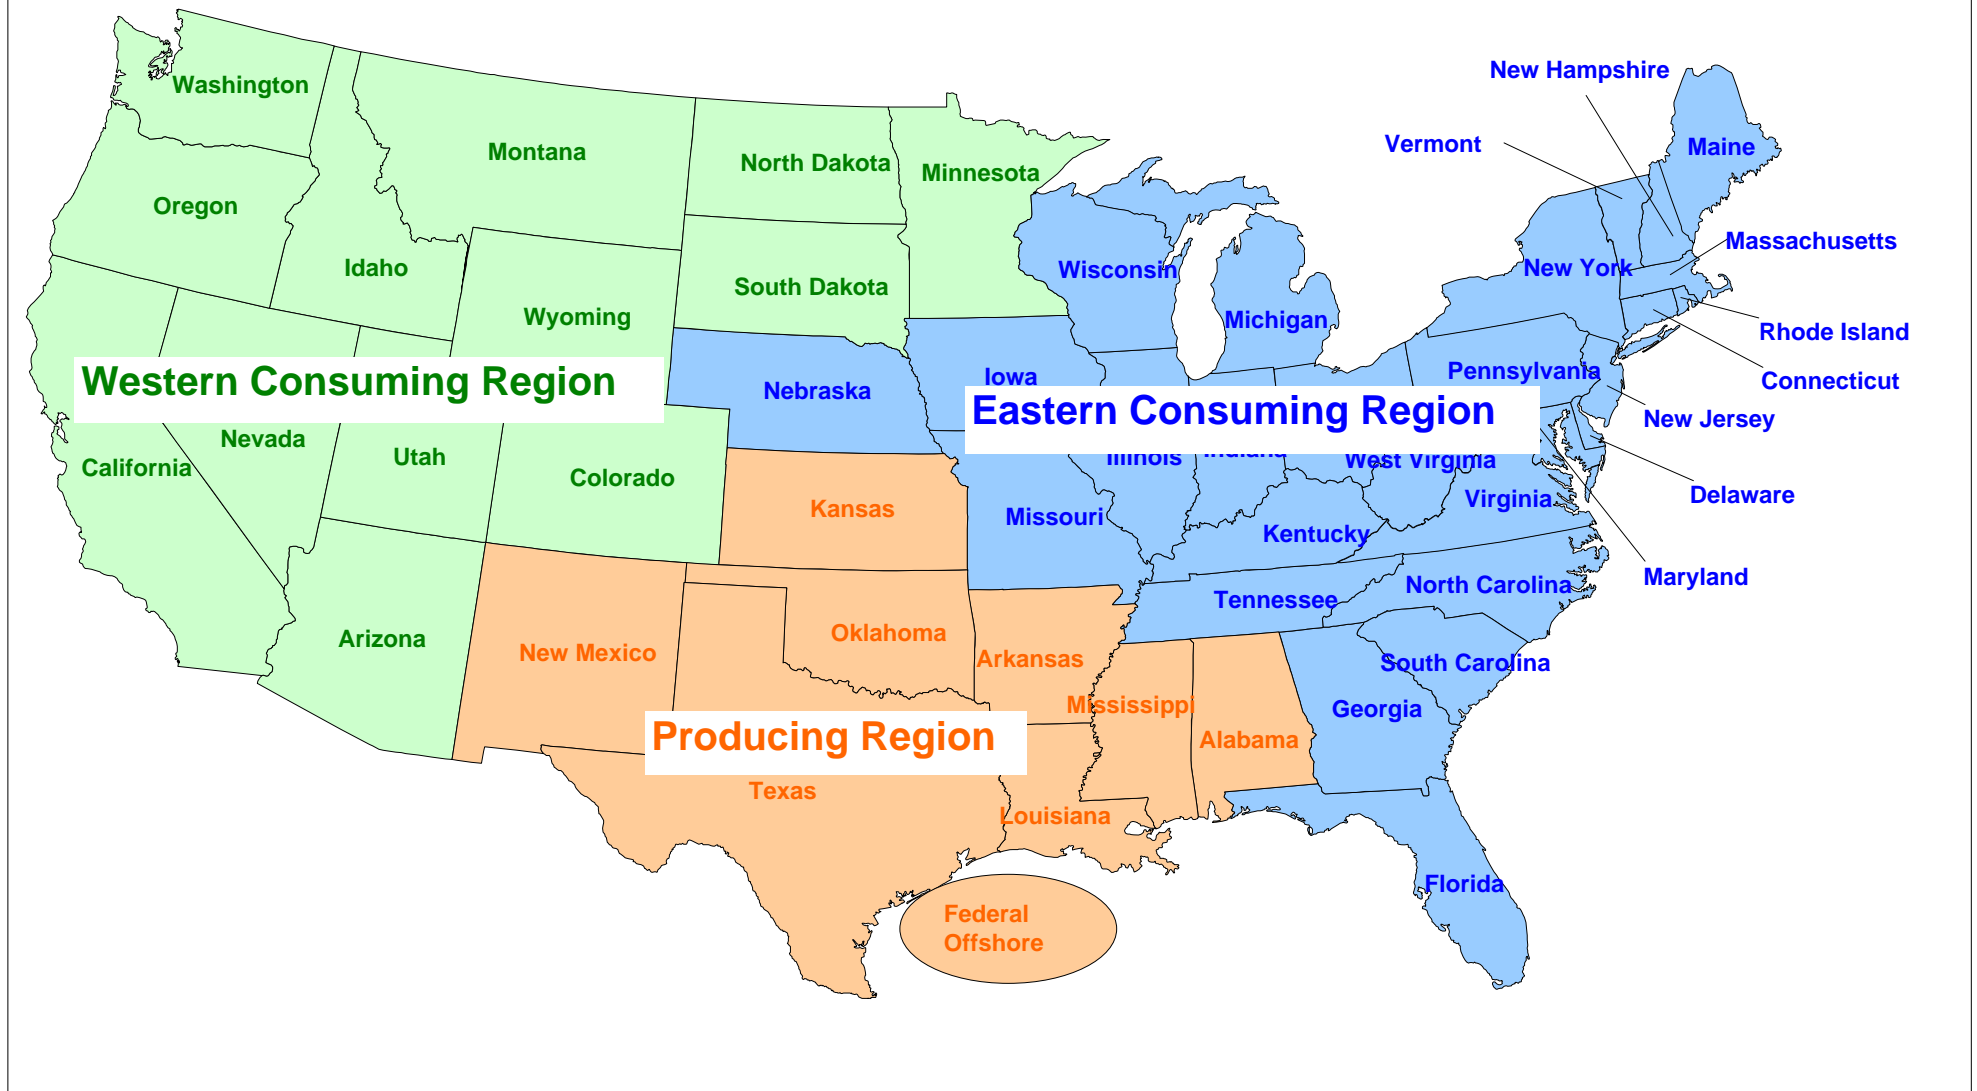 New Hampshire
Washington
Vermont
Maine
Montana
North Dakota
Minnesota
Oregon
Massachusetts
Idaho
Wisconsin
New York
South Dakota
Wyoming
Michigan
Rhode Island
Western Consuming Region
Nebraska
Iowa
Pennsylvania
Connecticut
Eastern Consuming Region
New Jersey
Nevada
Utah
California
Illinois
Indiana
West Virginia
Colorado
Delaware
Kansas
Missouri
Virginia
Kentucky
Maryland
North Carolina
Tennessee
Arizona
Oklahoma
New Mexico
Arkansas
South Carolina
Mississippi
Georgia
Producing Region
Alabama
Texas
Louisiana
Florida
Federal
Offshore